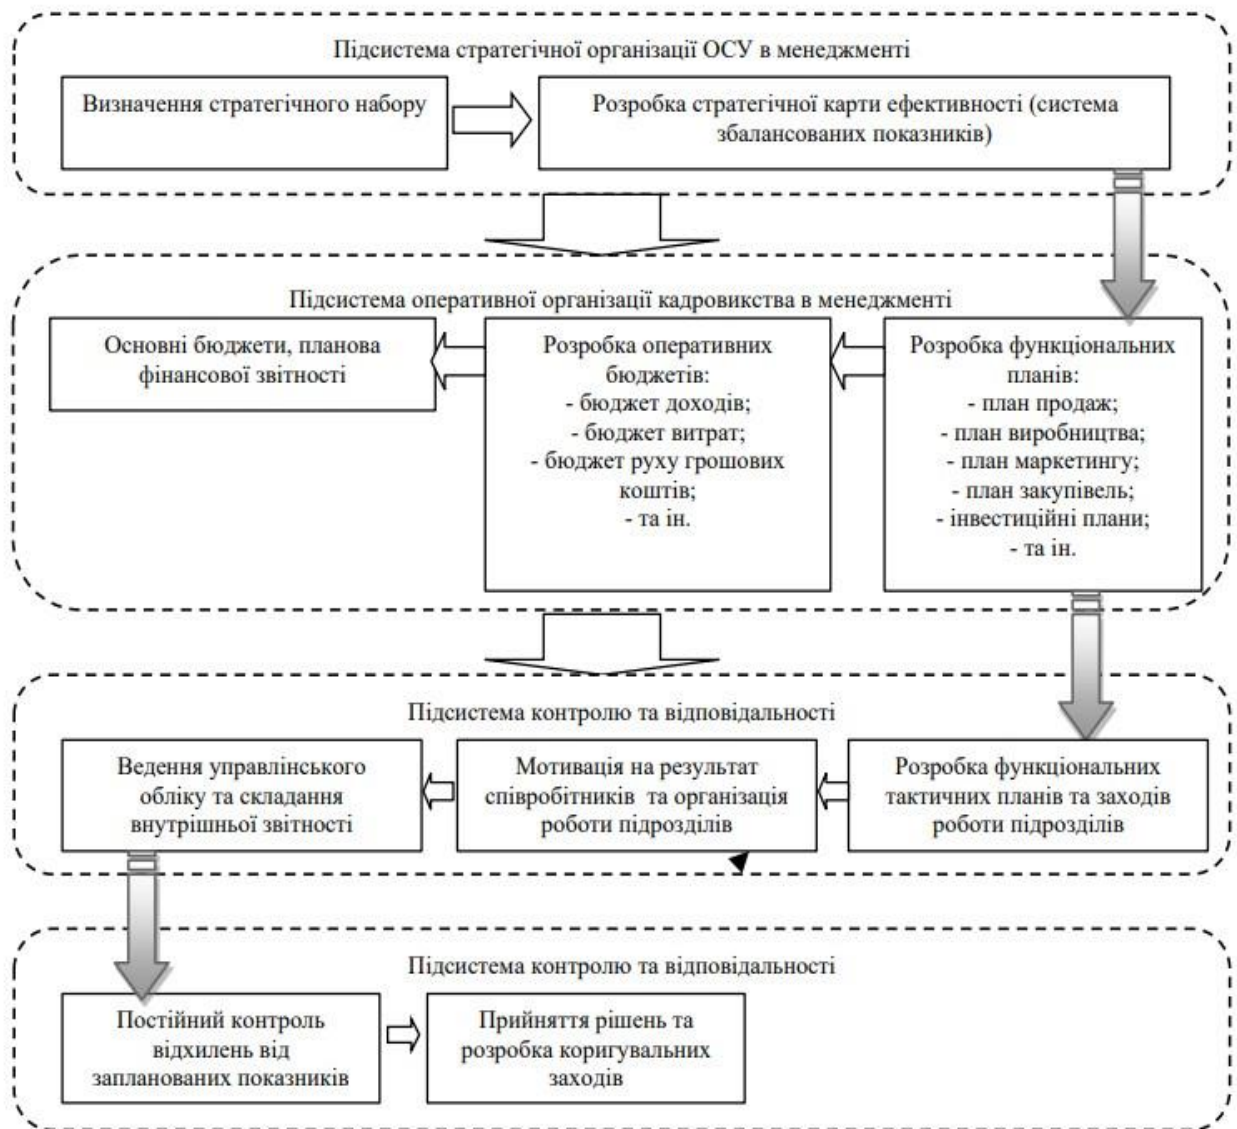 Підсистема стратегічної організації ОСУ в менеджменті
Визначення стратегічного набору
Розробка стратегічної карти ефективності (система
збалансованих показників)
Підсистема оперативної організації кадровикства в менеджменті
Основні бюджети, планова
фінансової звітності
Розробка оперативних
бюджетів:
- бюджет доходів;
- бюджет витрат;
- бюджет руху грошових
коштів;
- та ін.
Розробка функціональних
планів:
- план продаж;
- план виробництва;
- план маркетингу;
- план закупівель;
- інвестиційні плани;
- та ін.
Підсистема контролю та відповідальності
Ведення управлінського
обліку та складання
внутрішньої звітності
Мотивація на результат
співробітників та організація
роботи підрозділів
Розробка функціональних
тактичних планів та заходів
роботи підрозділів
Підсистема контролю та відповідальності
Постійний контроль
відхилень від
запланованих показників
Прийняття рішень та
розробка коригувальних
заходів